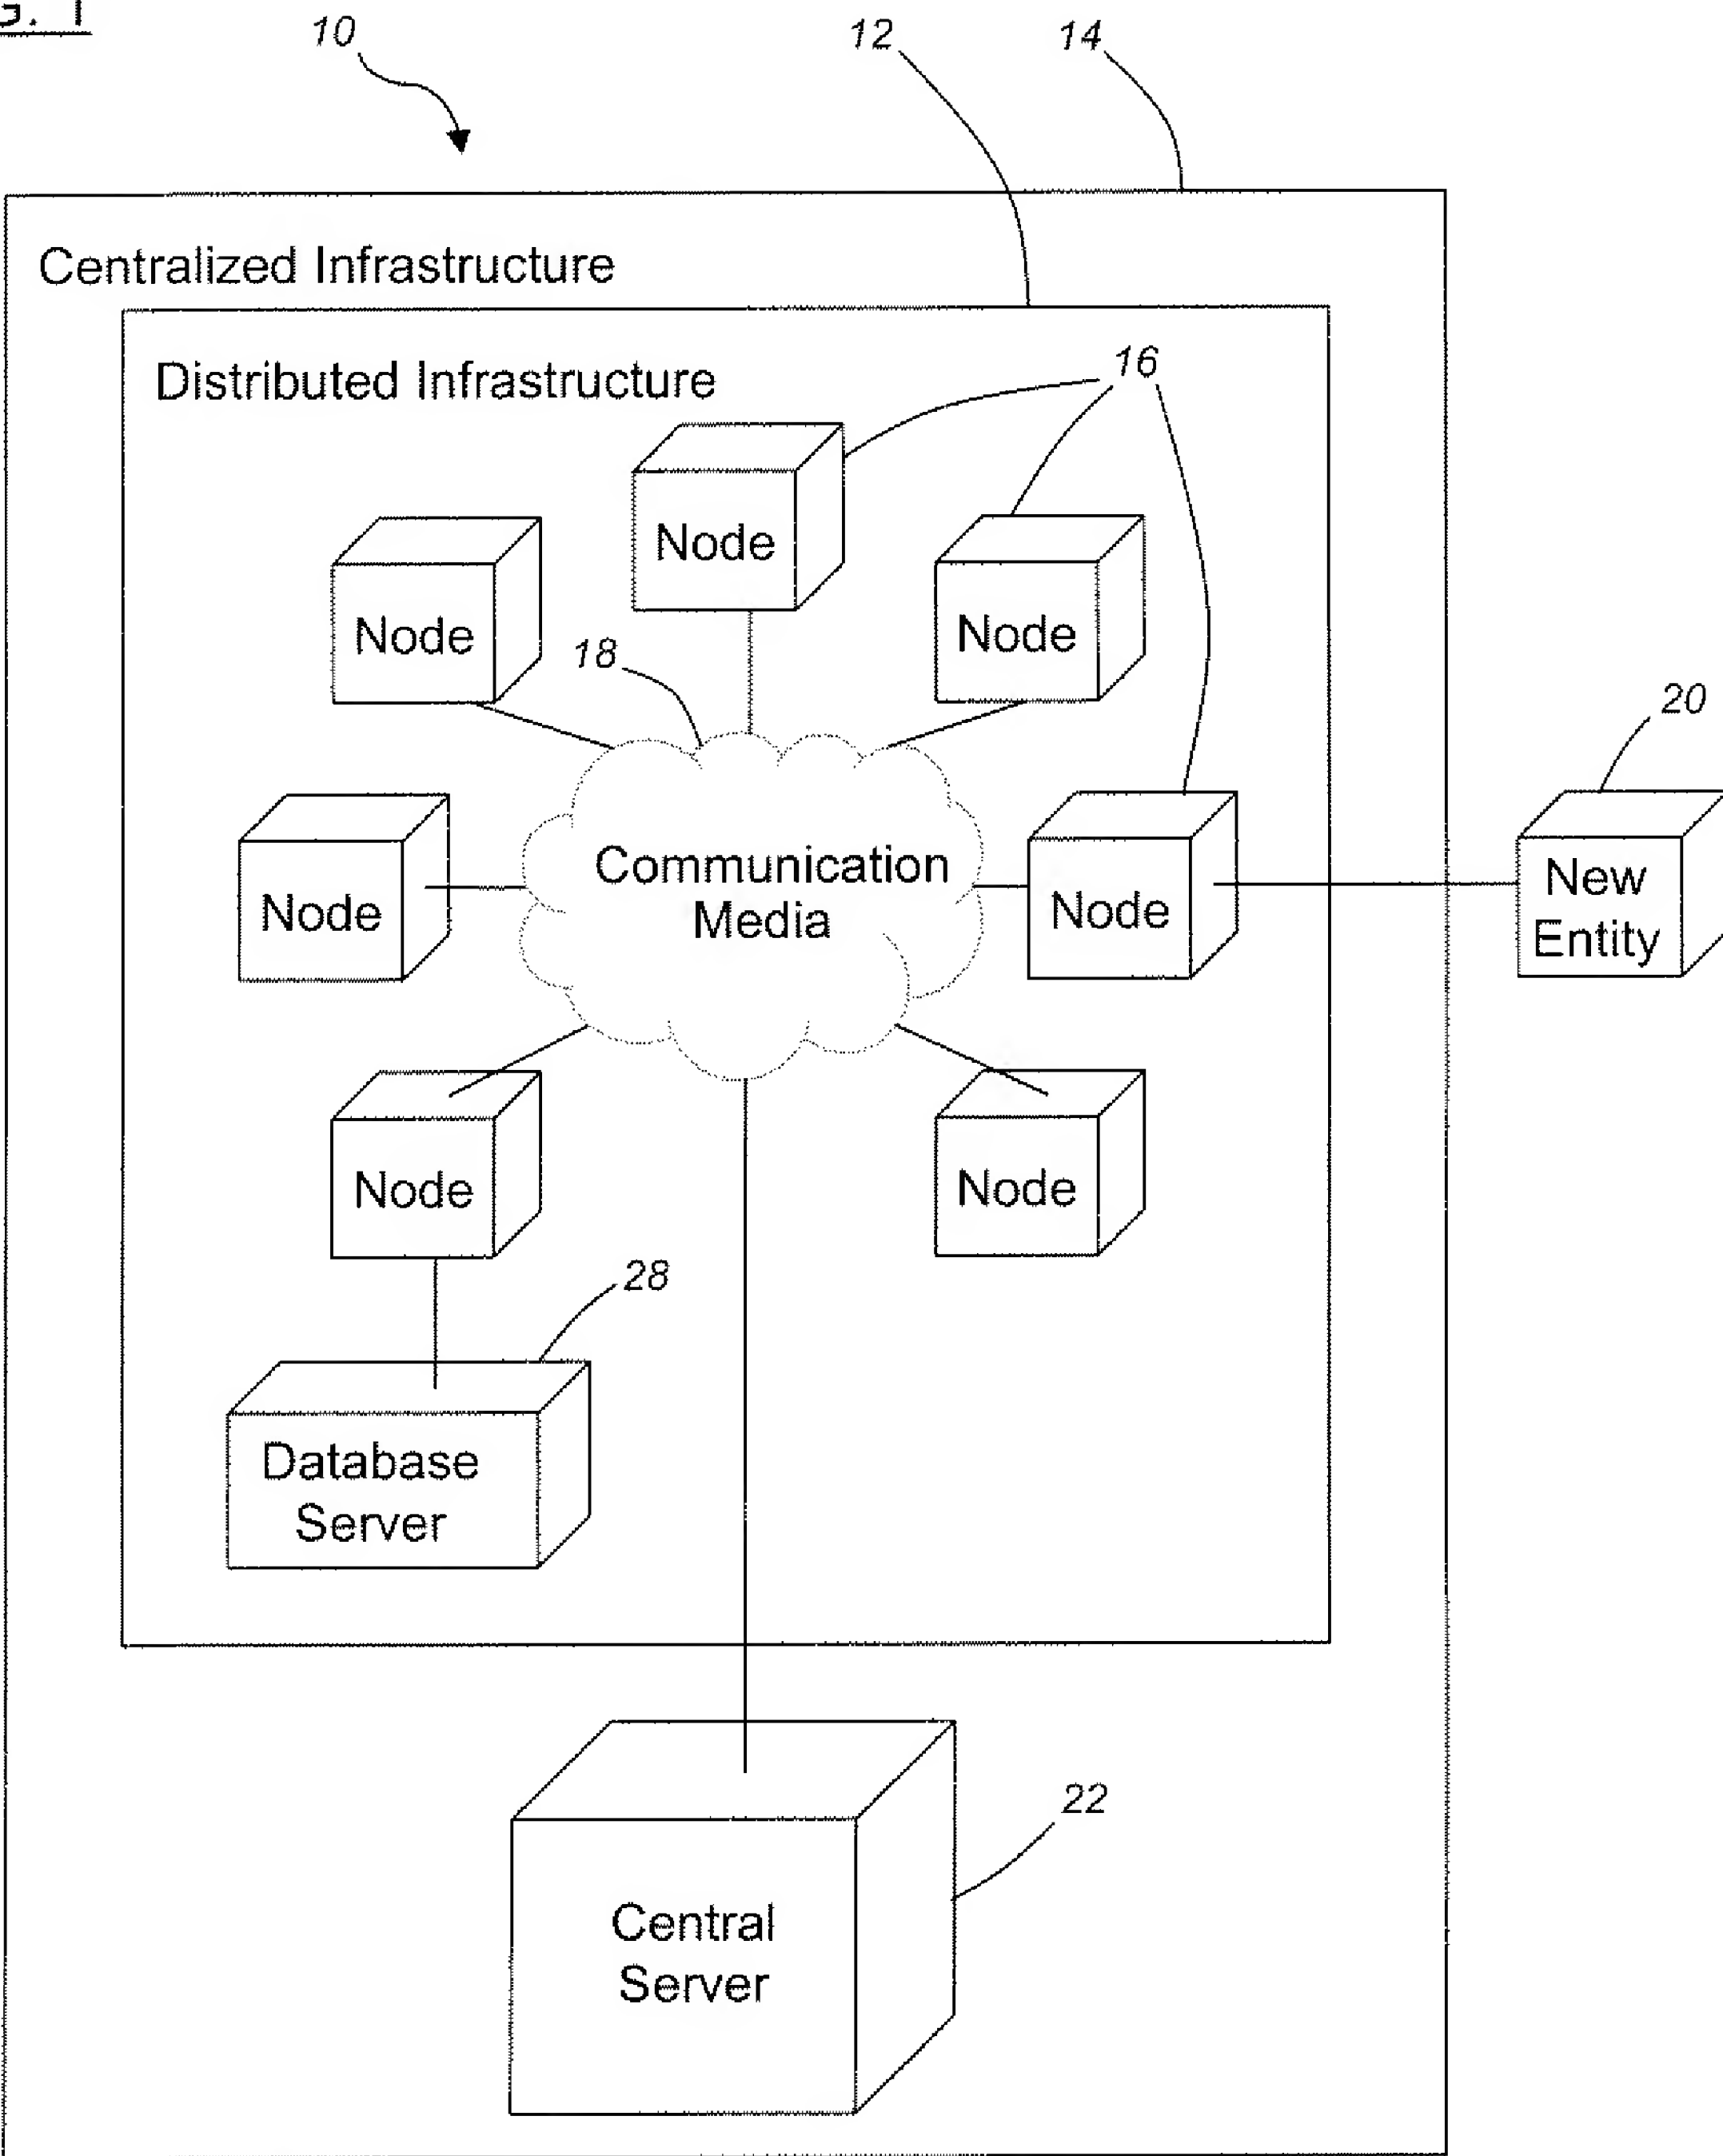 G. 1
10 12 14
Centralized Infrastructure
Distributed Infrastructure
16
Node
Node
Node
18
20
Communication
Media
Node
Node
New
Entity
Node
Node
28
Database
Server
22
Central
Server